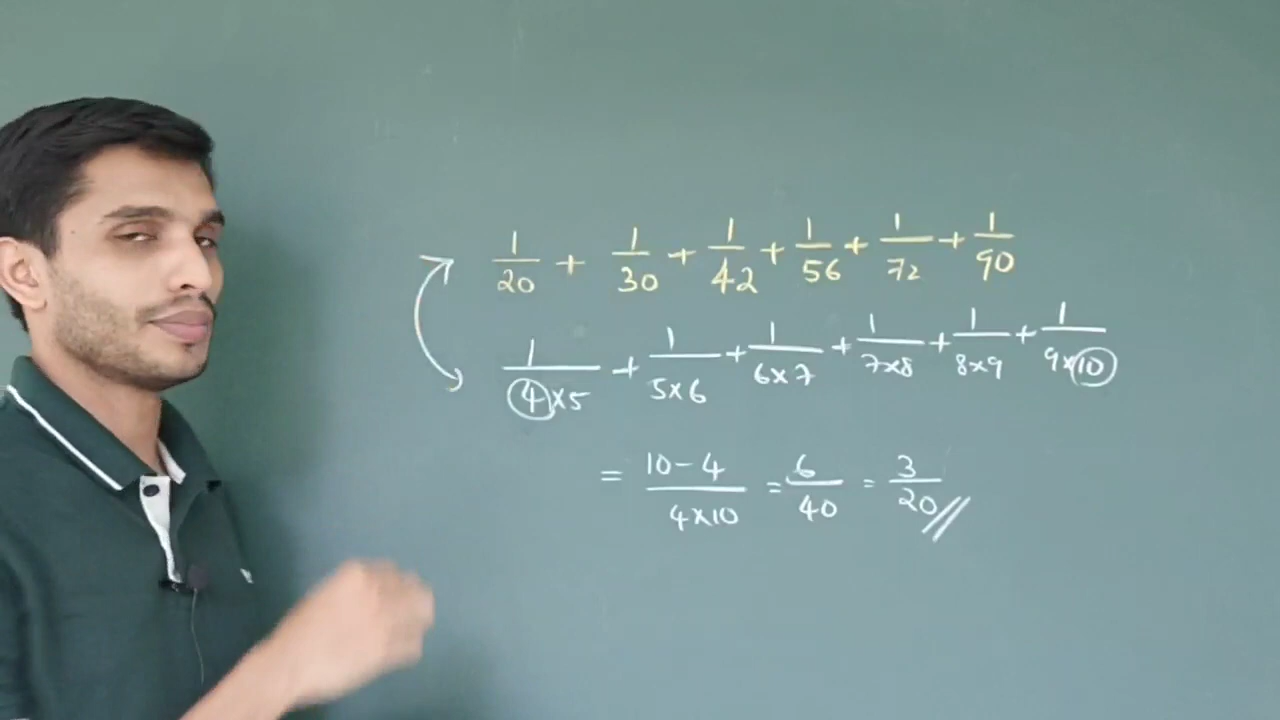 1/20 + 1/30 + 1/42 + 1/56 + 1/72 + 1/90
1/4×5 + 1/5×6 + 1/6×7 + 1/7×8 + 1/8×9 + 1/9×10
= 10-4/4×10 = 6/40 = 3/20 //